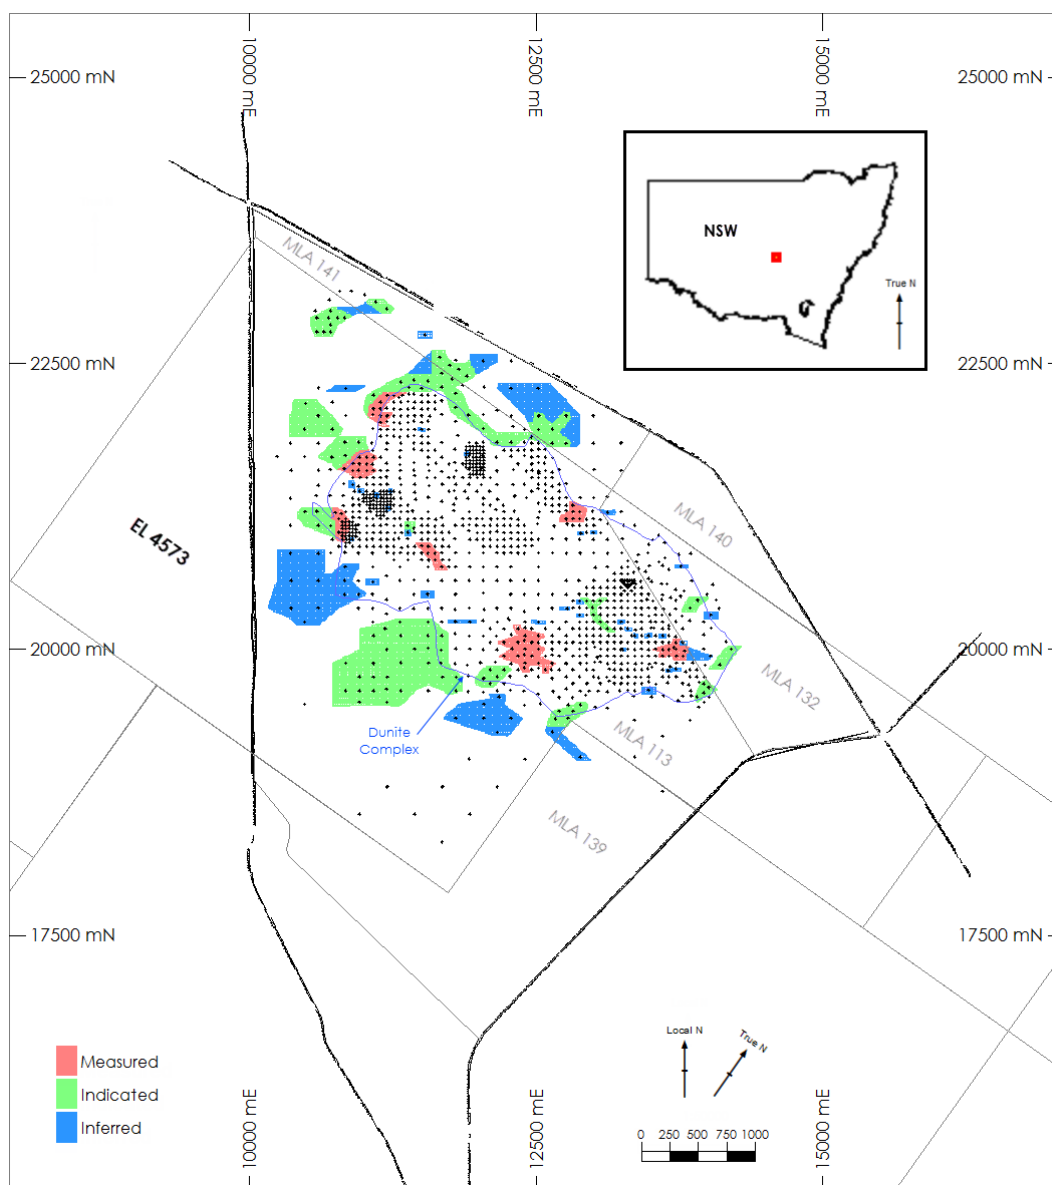 10000 mE
12500 mE
15000 mE
25000 mN
25000 mN
NSW
True N
MLA 141
22500 mN
22500 mN
MLA 140
EL 4573
20000 mN
20000 mN
MLA 132
Dunite
Complex
MLA 113
MLA 139
17500 mN
17500 mN
Local N
True N
Measured
Indicated
Inferred
0 250 500 750 1000
10000 mE
12500 mE
15000 mE